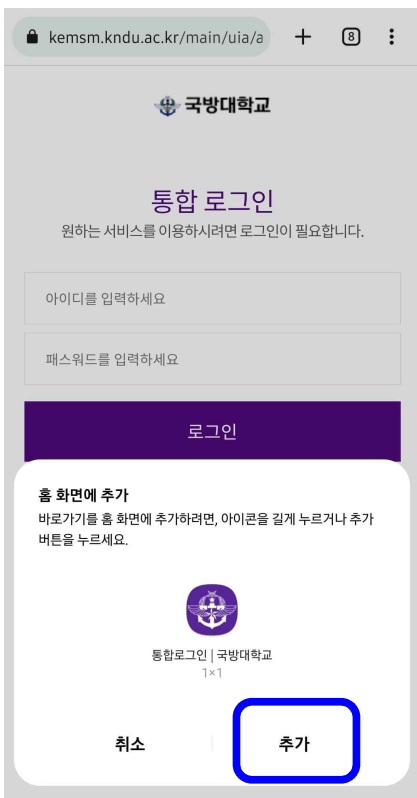 kemsm.kndu.ac.kr/main/uia/a
8
국방대학교
통합 로그인
원하는 서비스를 이용하시려면 로그인이 필요합니다.
아이디를 입력하세요
패스워드를 입력하세요
로그인
홈 화면에 추가
바로가기를 홈 화면에 추가하려면, 아이콘을 길게 누르거나 추가
버튼을 누르세요.
통합로그인 | 국방대학교
1×1
취소
추가